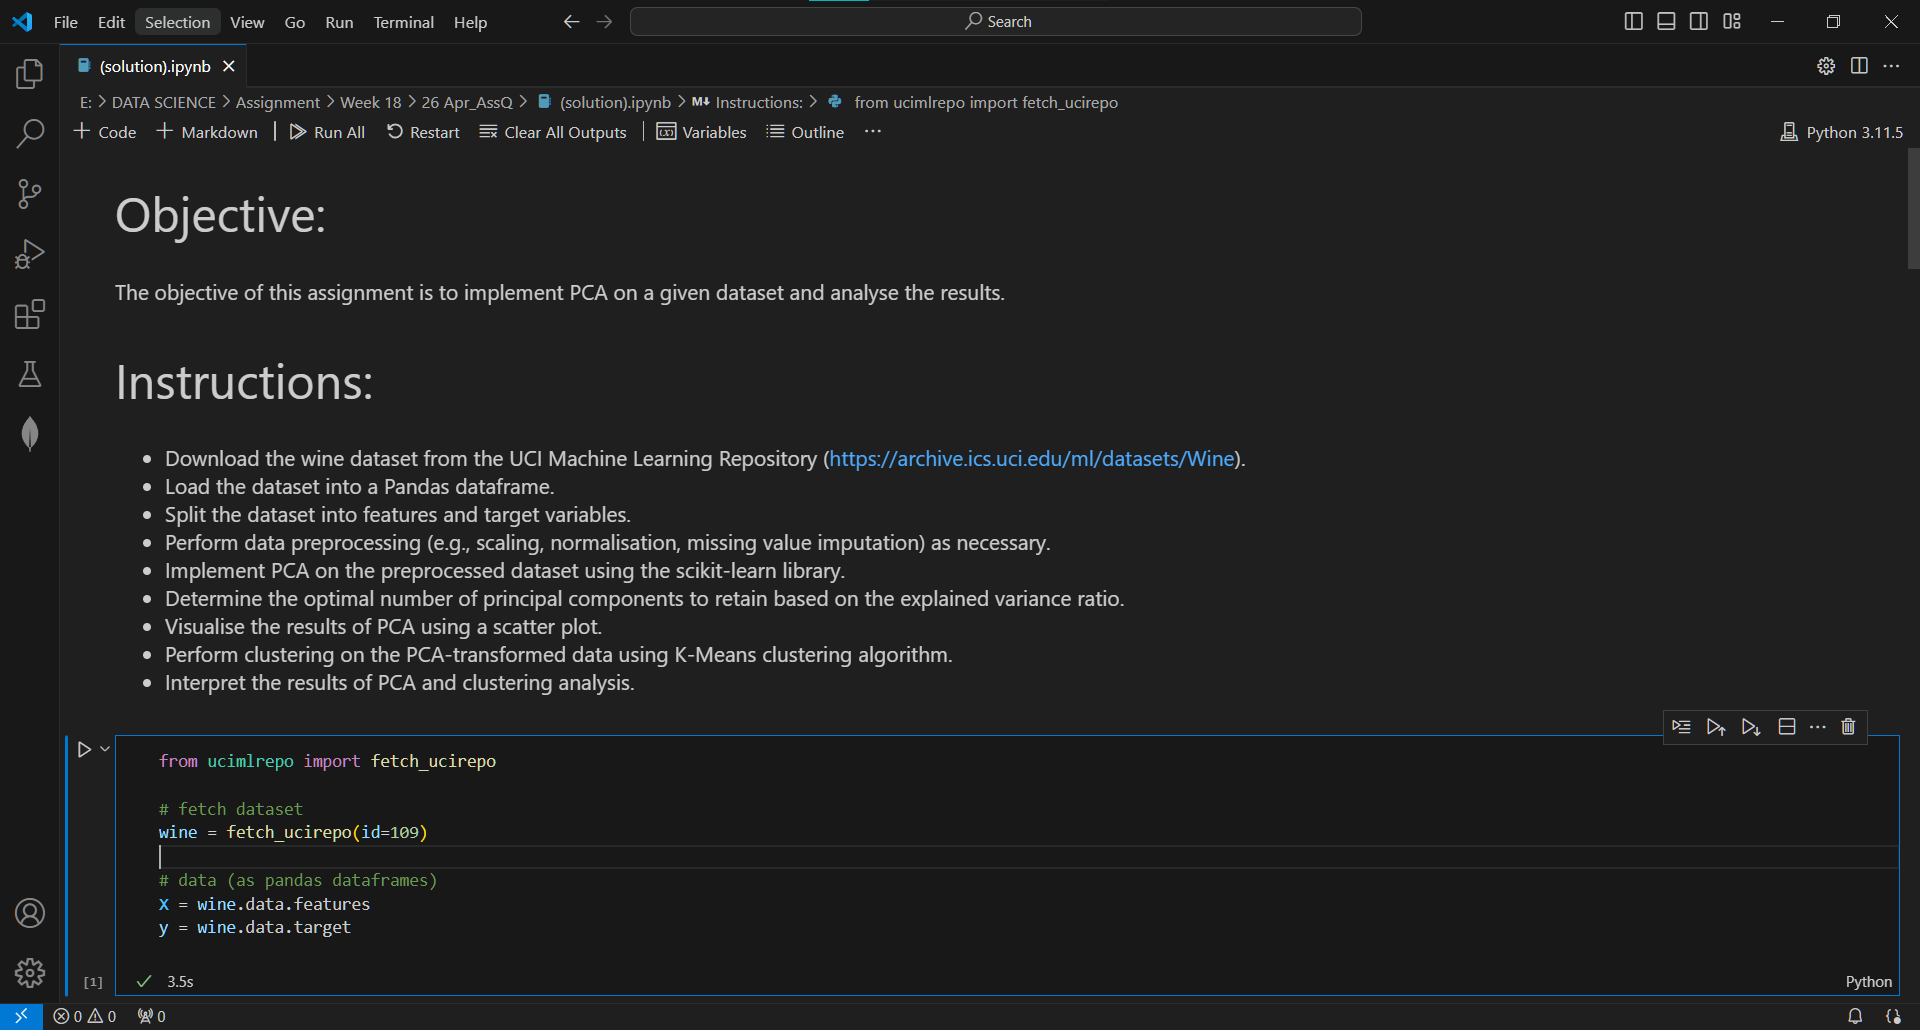 File Edit Selection View Go Run Terminal Help
Search
(solution).ipynb
E: > DATA SCIENCE > Assignment > Week 18 > 26 Apr_AssQ > (solution).ipynb > M↓ Instructions: > from ucimlrepo import fetch_ucirepo
+ Code + Markdown | Run All Restart Clear All Outputs | Variables Outline ···
Python 3.11.5
Objective:
The objective of this assignment is to implement PCA on a given dataset and analyse the results.
Instructions:
• Download the wine dataset from the UCI Machine Learning Repository (https://archive.ics.uci.edu/ml/datasets/Wine).
• Load the dataset into a Pandas dataframe.
• Split the dataset into features and target variables.
• Perform data preprocessing (e.g., scaling, normalisation, missing value imputation) as necessary.
• Implement PCA on the preprocessed dataset using the scikit-learn library.
• Determine the optimal number of principal components to retain based on the explained variance ratio.
• Visualise the results of PCA using a scatter plot.
• Perform clustering on the PCA-transformed data using K-Means clustering algorithm.
• Interpret the results of PCA and clustering analysis.
from ucimlrepo import fetch_ucirepo
# fetch dataset
wine = fetch_ucirepo(id=109)
# data (as pandas dataframes)
X = wine.data.features
y = wine.data.target
[1] ✓ 3.5s
Python
0 0 0